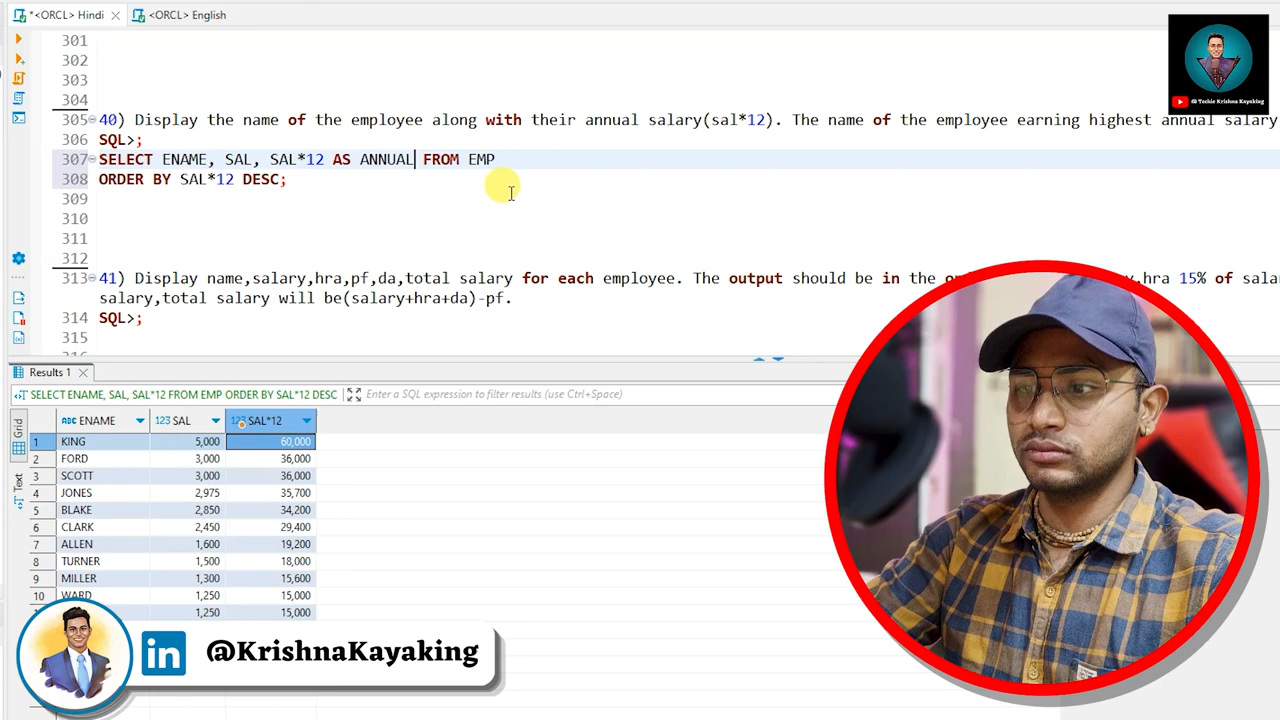 *<ORCL> Hindi
<ORCL> English
@ Teckie Krishna Kayaking
301
302
303
304
305 40) Display the name of the employee along with their annual salary(sal*12). The name of the employee earning highest annual salary
306 SQL>;
307 SELECT ENAME, SAL, SAL*12 AS ANNUAL FROM EMP
308 ORDER BY SAL*12 DESC;
309
310
311
312
313 41) Display name,salary,hra,pf,da,total salary for each employee. The output should be in the hra 15% of
salary,total salary will be(salary+hra+da)-pf.
314 SQL>;
315
Results 1
SELECT ENAME, SAL, SAL*12 FROM EMP ORDER BY SAL*12 DESC
Enter a SQL expression to filter results (use Ctrl+Space)
Grid
Text
ABC ENAME 123 SAL 123 SAL*12
1 KING 5,000 60,000
2 FORD 3,000 36,000
3 SCOTT 3,000 36,000
4 JONES 2,975 35,700
5 BLAKE 2,850 34,200
6 CLARK 2,450 29,400
7 ALLEN 1,600 19,200
8 TURNER 1,500 18,000
9 MILLER 1,300 15,600
10 WARD 1,250 15,000
1,250 15,000
in @KrishnaKayaking